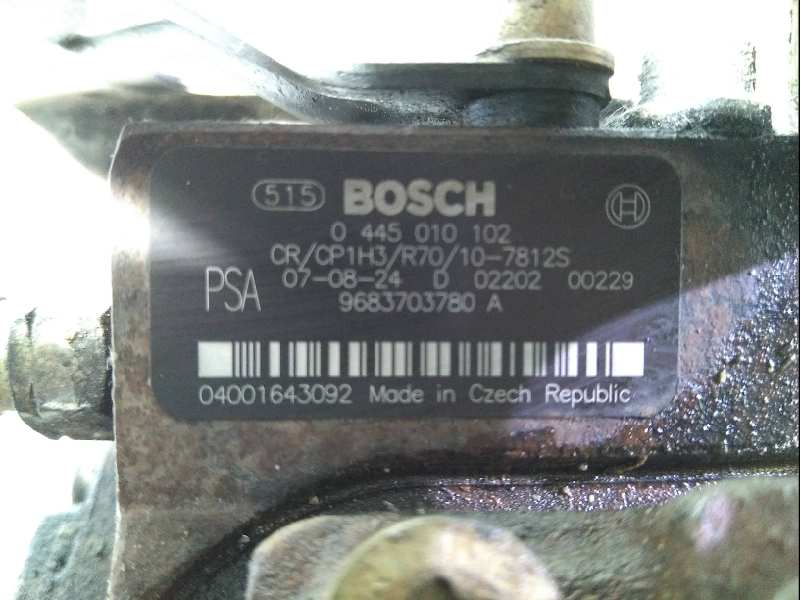 515 BOSCH
0 445 010 102
CR/CP1H3/R70/10-7812S
PSA 07-08-24 D 02202 00229
9683703780 A
04001643092 Made in Czech Republic